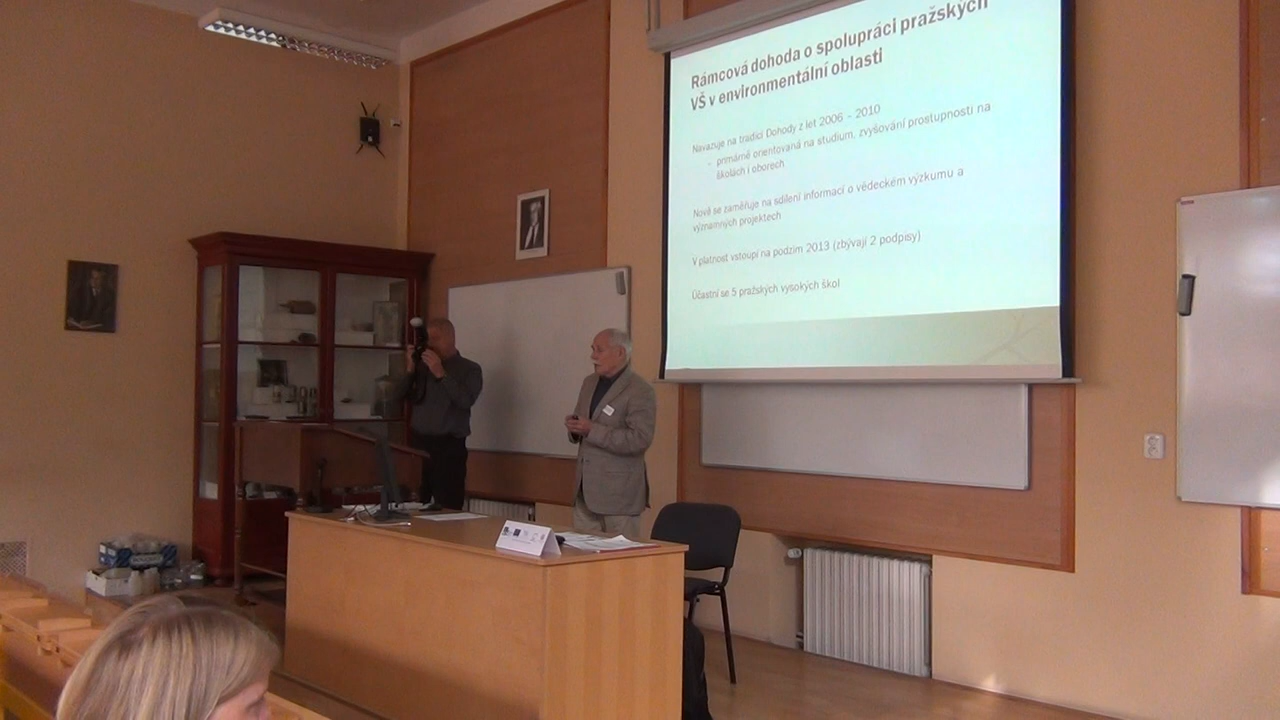 Rámcová dohoda o spolupráci pražských
VŠ v environmentální oblasti
Navazuje na tradici Dohody z let 2006 – 2010
– primárně orientovaná na studium, zvyšování prostupnosti na
školách i oborech
Nově se zaměřuje na sdílení informací o vědeckém výzkumu a
významných projektech
V platnost vstoupí na podzim 2013 (zbývají 2 podpisy)
Účastní se 5 pražských vysokých škol